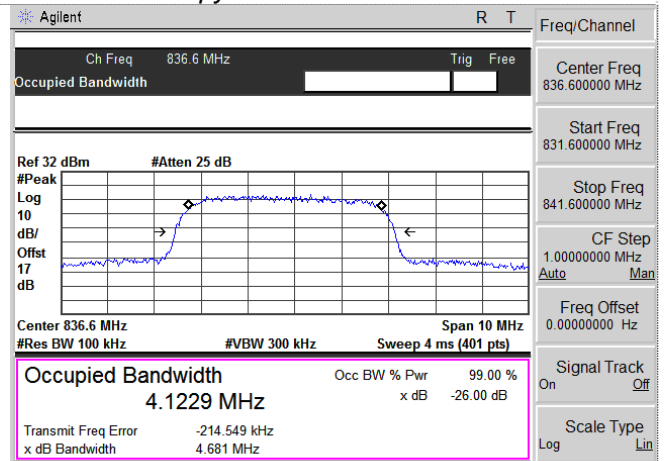 Agilent R T
Ch Freq 836.6 MHz Trig Free
Occupied Bandwidth
Ref 32 dBm #Atten 25 dB
#Peak
Log
10
dB/
Offst
17
dB
Center 836.6 MHz Span 10 MHz
#Res BW 100 kHz #VBW 300 kHz Sweep 4 ms (401 pts)
Occupied Bandwidth Occ BW % Pwr 99.00 %
4.1229 MHz x dB -26.00 dB
Transmit Freq Error -214.549 kHz
x dB Bandwidth 4.681 MHz
Freq/Channel
Center Freq
836.600000 MHz
Start Freq
831.600000 MHz
Stop Freq
841.600000 MHz
CF Step
1.00000000 MHz
Auto Man
Freq Offset
0.00000000 Hz
Signal Track
On Off
Scale Type
Log Lin